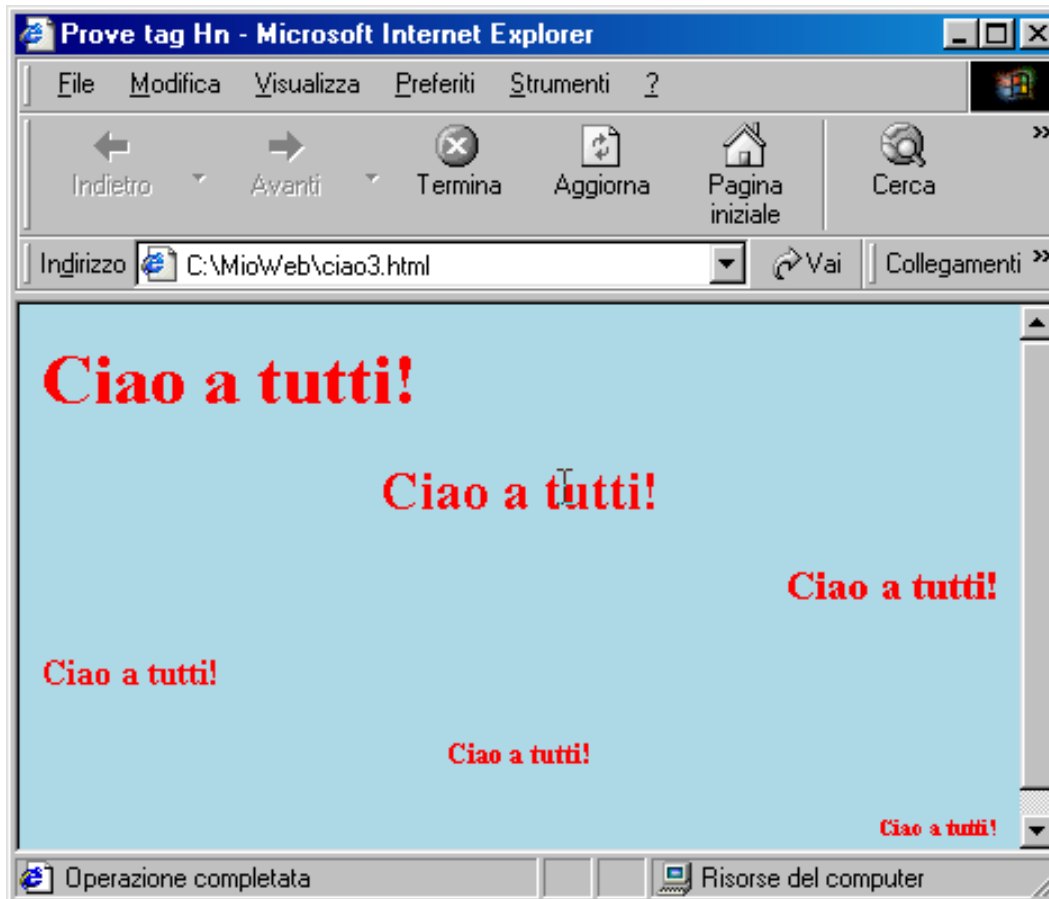 Prove tag Hn - Microsoft Internet Explorer
File Modifica Visualizza Preferiti Strumenti ?
Indietro Avanti Termina Aggiorna Pagina iniziale Cerca »
Indirizzo C:\MioWeb\ciao3.html Vai Collegamenti »
Ciao a tutti!
Ciao a tutti!
Ciao a tutti!
Ciao a tutti!
Ciao a tutti!
Ciao a tutti!
Operazione completata Risorse del computer